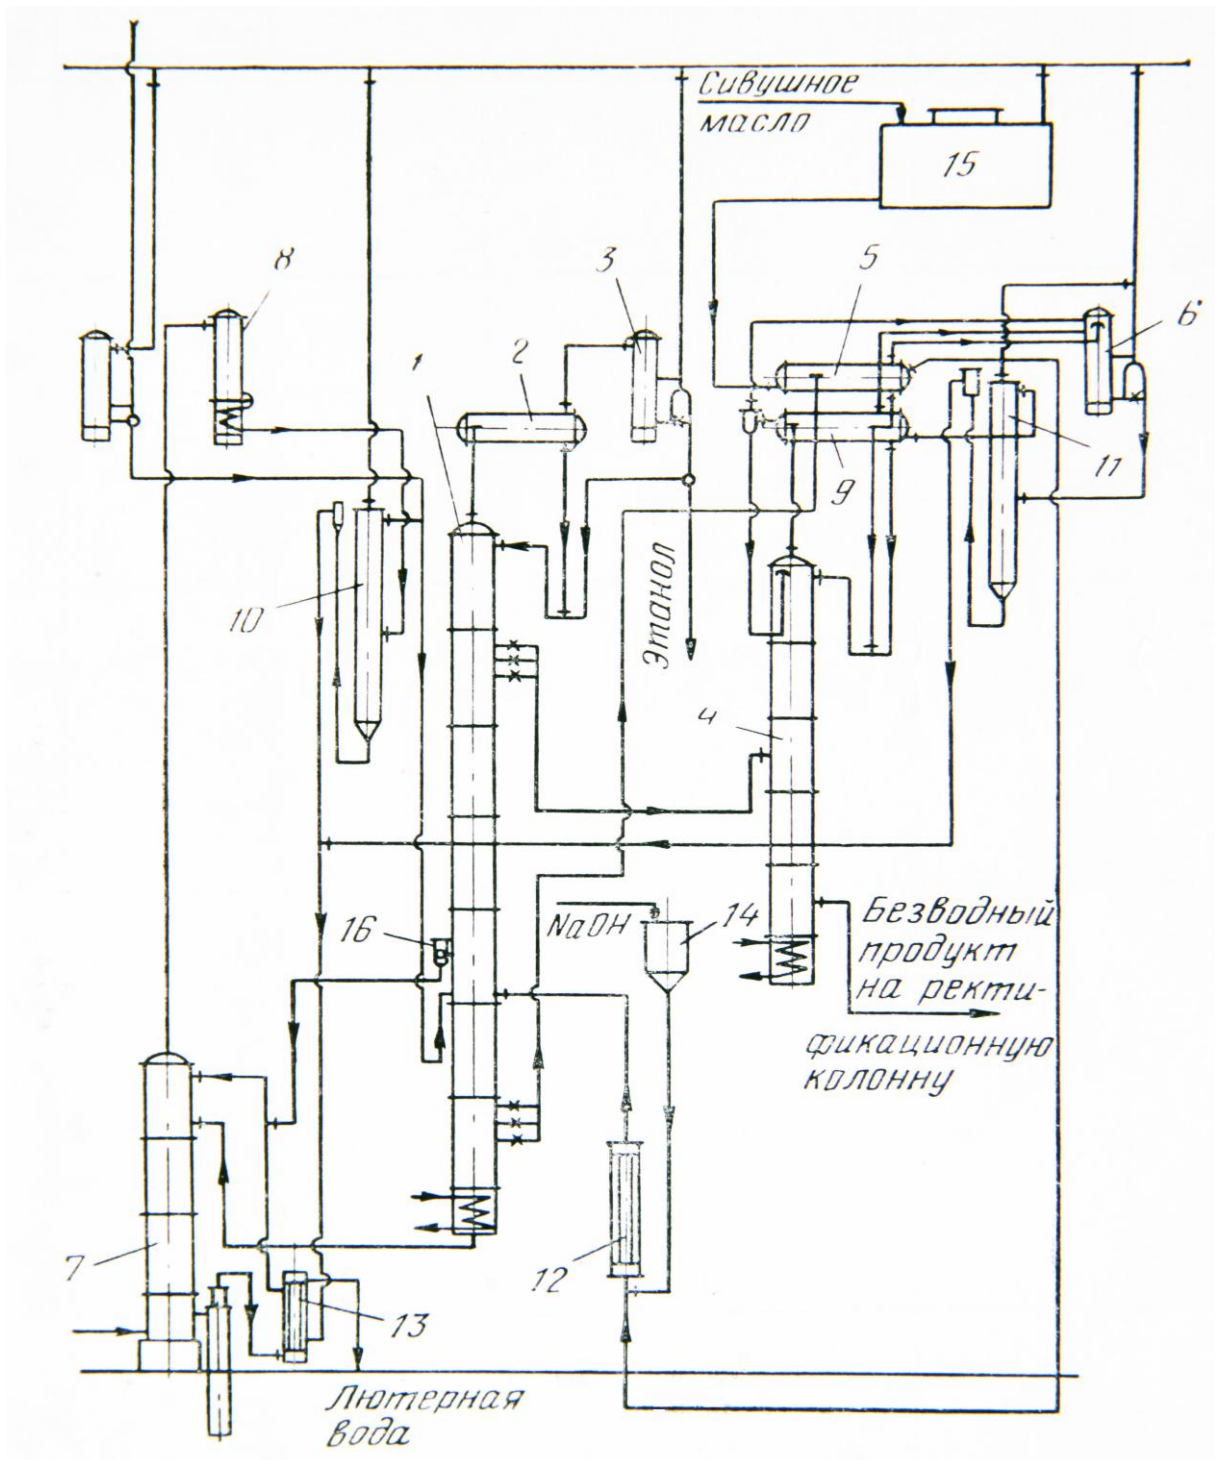 Сивушное
масло
15
8
3
5
6
1
2
9
11
10
Этанол
4
16
NaOH
14
Безводный
продукт
на ректи-
фикационную
колонну
7
12
13
Лютерная
вода